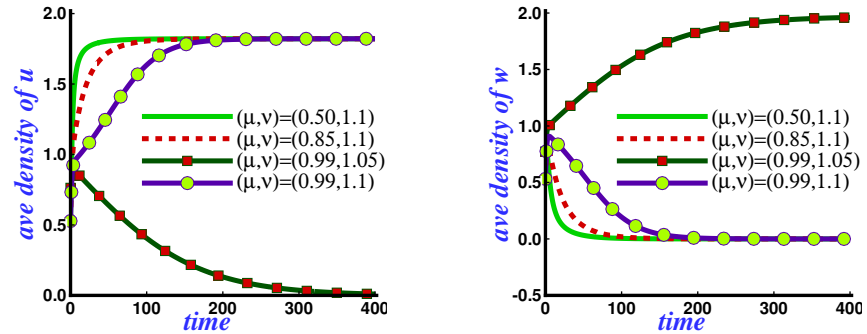 ave density of u
2.0
1.5
1.0
0.5
0.0
(μ,ν)=(0.50,1.1)
(μ,ν)=(0.85,1.1)
(μ,ν)=(0.99,1.05)
(μ,ν)=(0.99,1.1)
0 100 200 300 400
time
ave density of w
2.0
1.5
1.0
0.5
0.0
-0.5
(μ,ν)=(0.50,1.1)
(μ,ν)=(0.85,1.1)
(μ,ν)=(0.99,1.05)
(μ,ν)=(0.99,1.1)
0 100 200 300 400
time